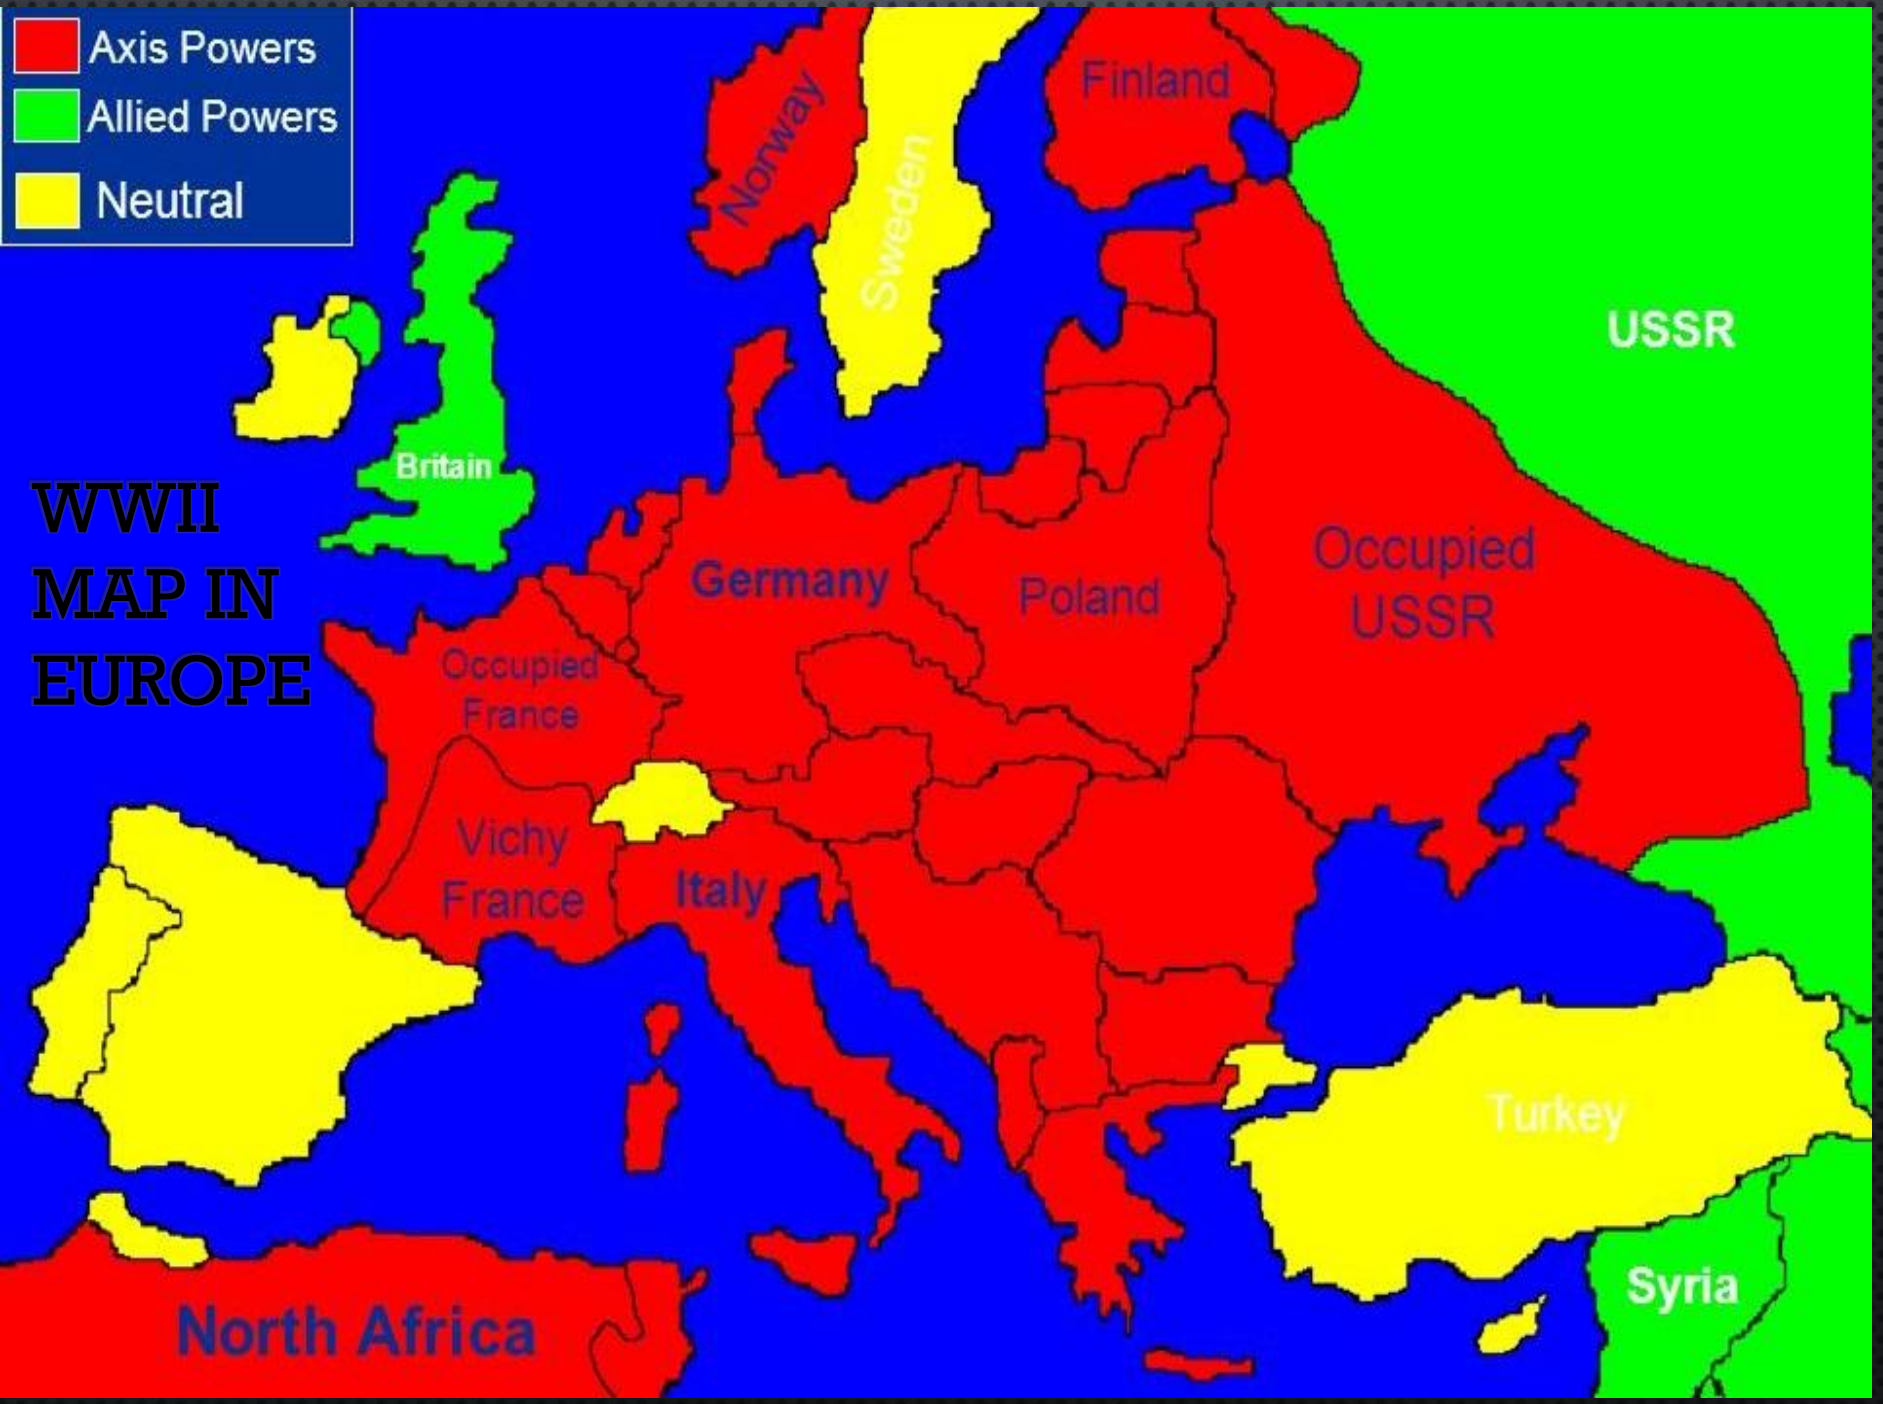 Axis Powers
Allied Powers
Neutral
Norway
Sweden
Finland
USSR
Britain
WWII
MAP IN
EUROPE
Germany
Poland
Occupied
USSR
Occupied
France
Vichy
France
Italy
Turkey
Syria
North Africa